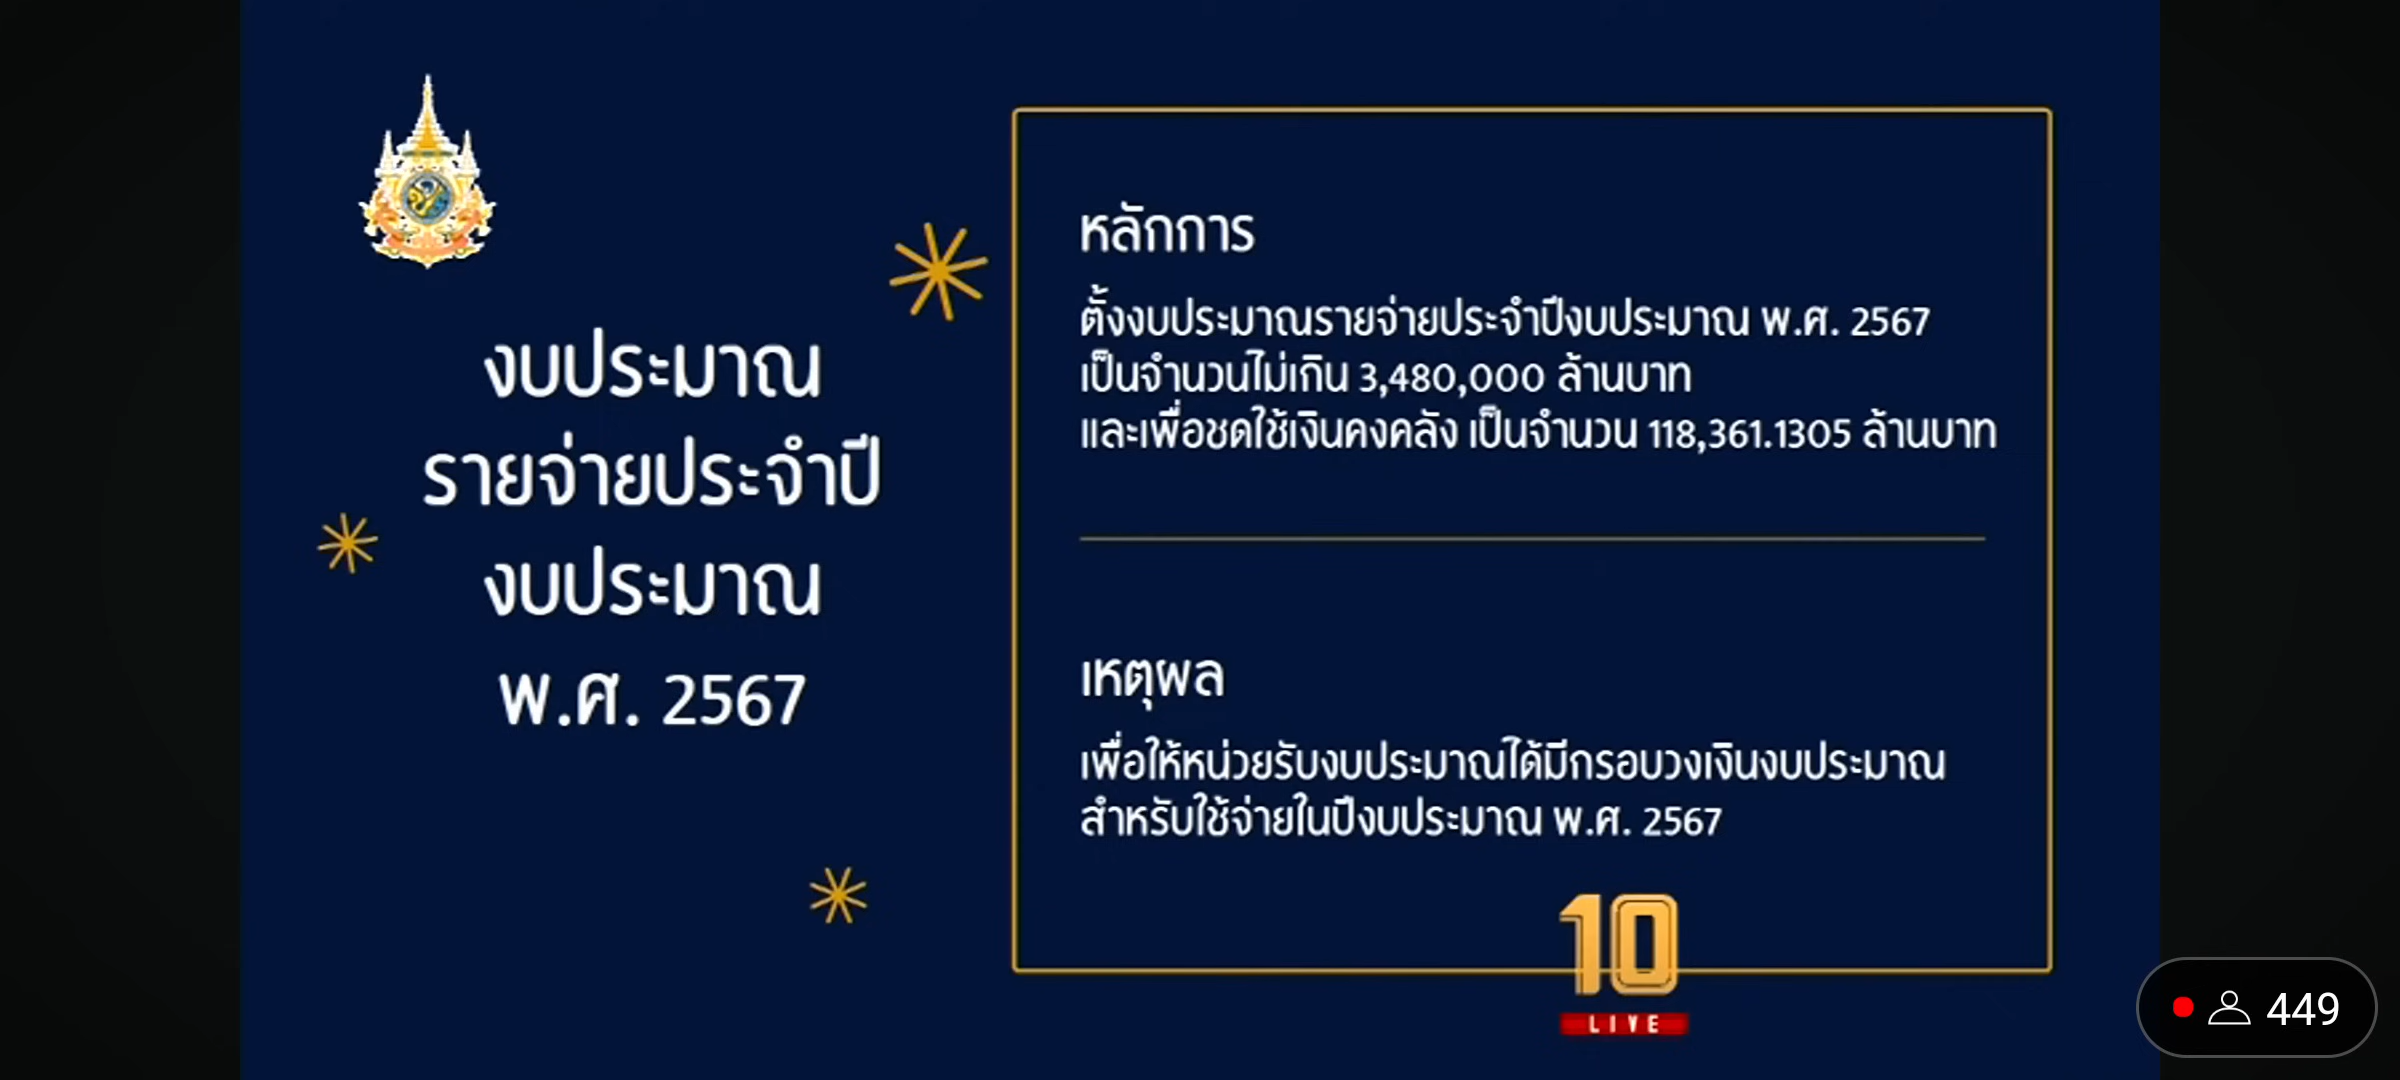 งบประมาณ
รายจ่ายประจำปี
งบประมาณ
พ.ศ. 2567
หลักการ
ตั้งงบประมาณรายจ่ายประจำปีงบประมาณ พ.ศ. 2567
เป็นจำนวนไม่เกิน 3,480,000 ล้านบาท
และเพื่อชดใช้เงินคงคลัง เป็นจำนวน 118,361.1305 ล้านบาท
เหตุผล
เพื่อให้หน่วยรับงบประมาณได้มีกรอบวงเงินงบประมาณ
สำหรับใช้จ่ายในปีงบประมาณ พ.ศ. 2567
10
LIVE
449